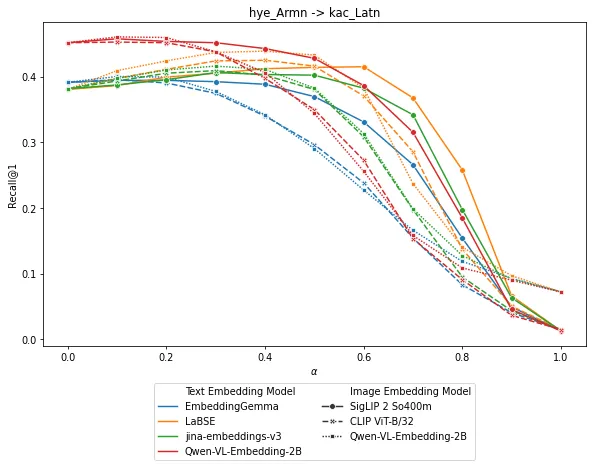 hye_Armn -> kac_Latn
Recall@1
0.4
0.3
0.2
0.1
0.0
0.0
0.2
0.4
0.6
0.8
1.0
α
Text Embedding Model
EmbeddingGemma
LaBSE
jina-embeddings-v3
Qwen-VL-Embedding-2B
Image Embedding Model
SigLIP 2 So400m
CLIP ViT-B/32
Qwen-VL-Embedding-2B